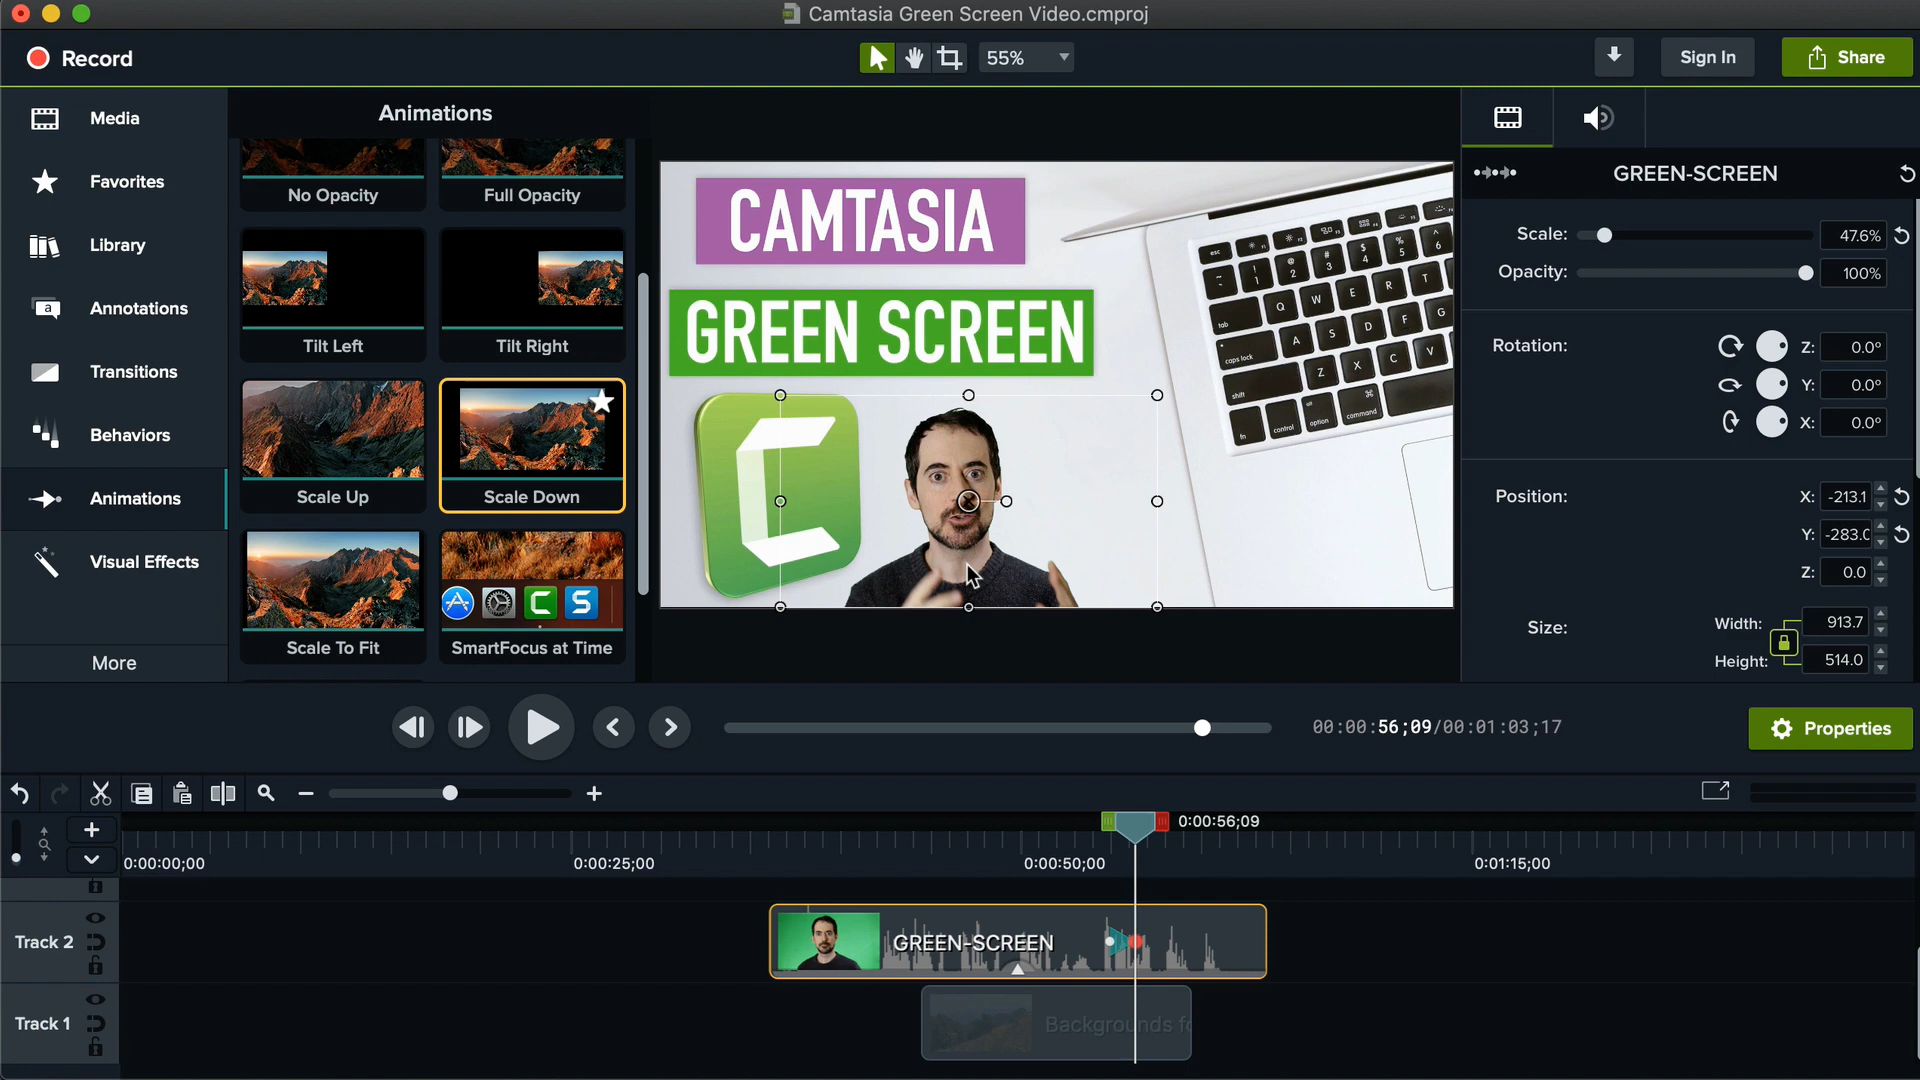 Camtasia Green Screen Video.cmproj
Record
55%
Sign In
Share
Media
Favorites
Library
Annotations
Transitions
Behaviors
Animations
Visual Effects
More
Animations
No Opacity
Full Opacity
Tilt Left
Tilt Right
Scale Up
Scale Down
Scale To Fit
SmartFocus at Time
CAMTASIA
GREEN SCREEN
GREEN-SCREEN
Scale:
47.6%
Opacity:
100%
Rotation:
Z:
0.0°
Y:
0.0°
X:
0.0°
Position:
X:
-213.1
Y:
-283.0
Z:
0.0
Size:
Width:
913.7
Height:
514.0
00:00:56;09/00:01:03;17
Properties
0:00:56;09
0:00:00;00
0:00:25;00
0:00:50;00
0:01:15;00
Track 2
GREEN-SCREEN
Track 1
Backgrounds fo